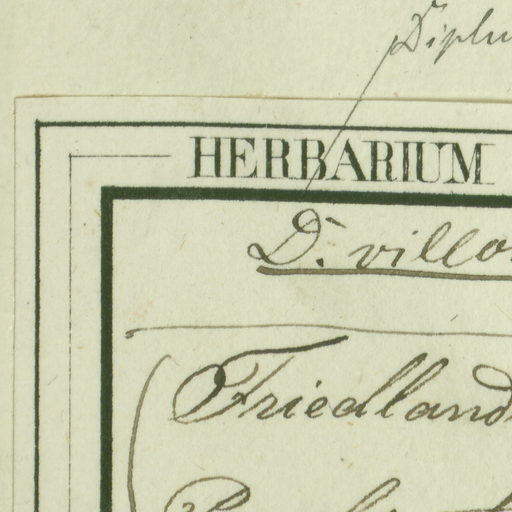 Diplu
HERBARIUM
D. villo
Friedland